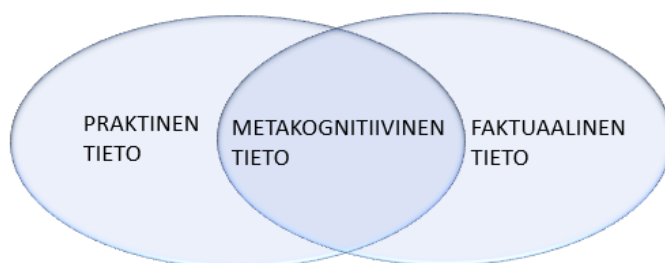 PRAKTINEN
TIETO
METAKOGNITIIVINEN
TIETO
FAKTUAALINEN
TIETO